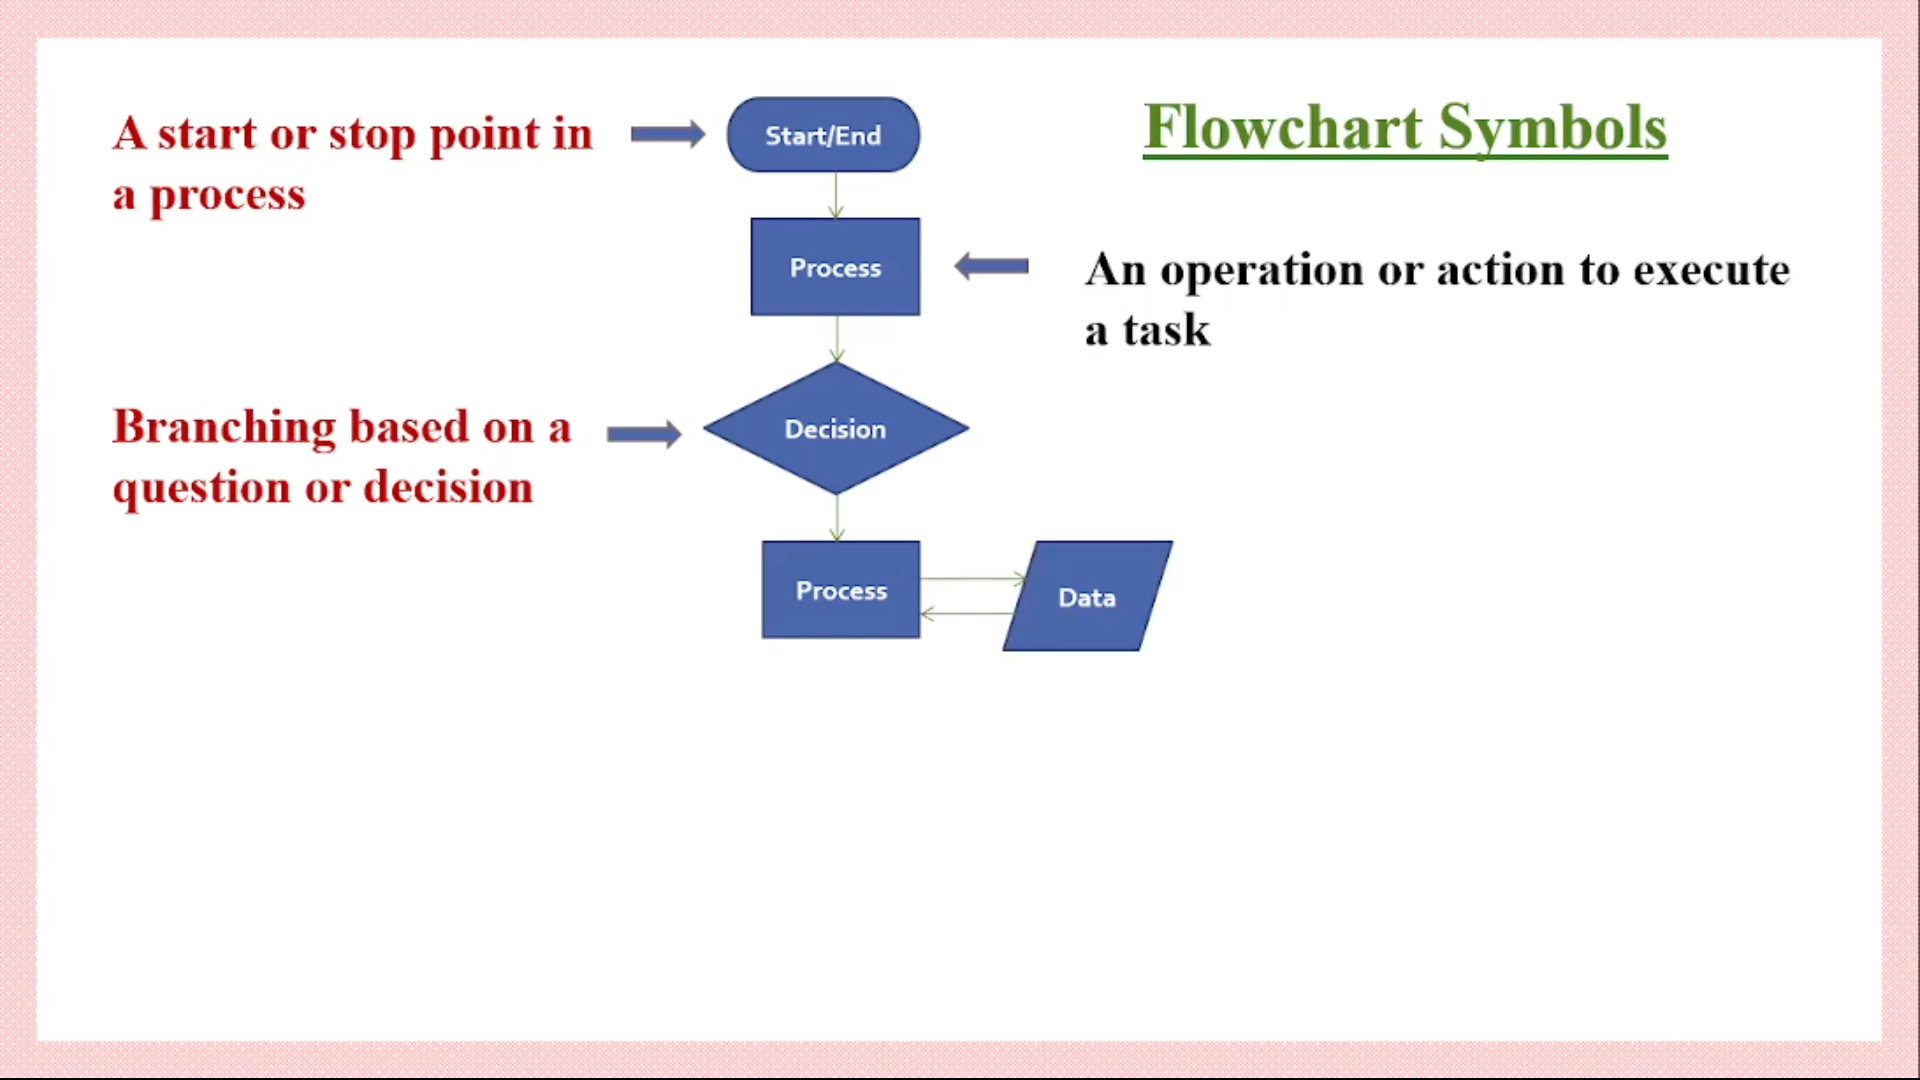 Flowchart Symbols
A start or stop point in
a process
Start/End
Process
An operation or action to execute
a task
Branching based on a
question or decision
Decision
Process
Data